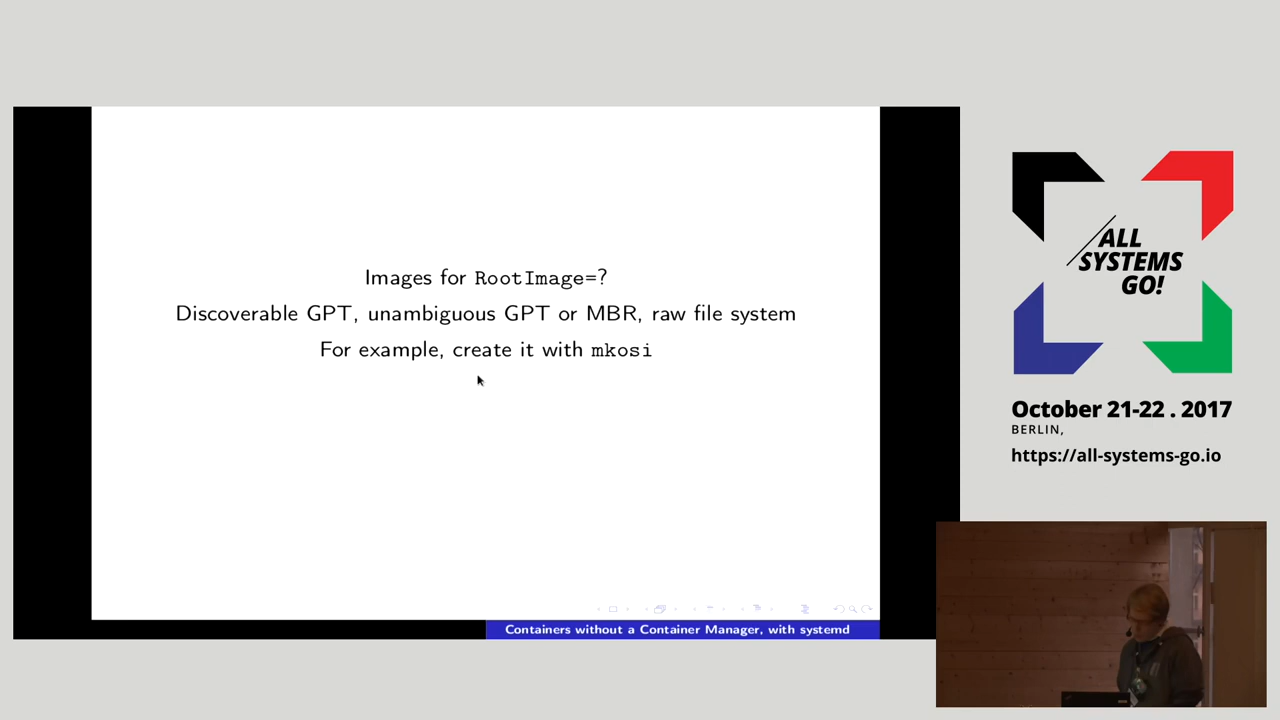 Images for RootImage=?
Discoverable GPT, unambiguous GPT or MBR, raw file system
For example, create it with mkosi
Containers without a Container Manager, with systemd
ALL
SYSTEMS
GO!
October 21-22 . 2017
BERLIN,
https://all-systems-go.io